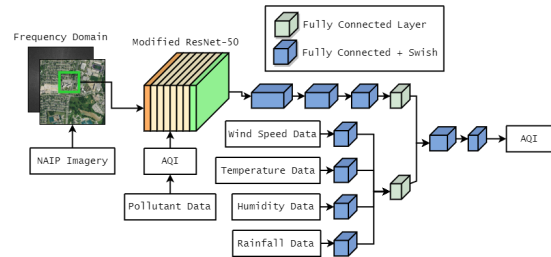 Frequency Domain
Modified ResNet-50
Fully Connected Layer
Fully Connected + Swish
NAIP Imagery
AQI
Pollutant Data
Wind Speed Data
Temperature Data
Humidity Data
Rainfall Data
AQI